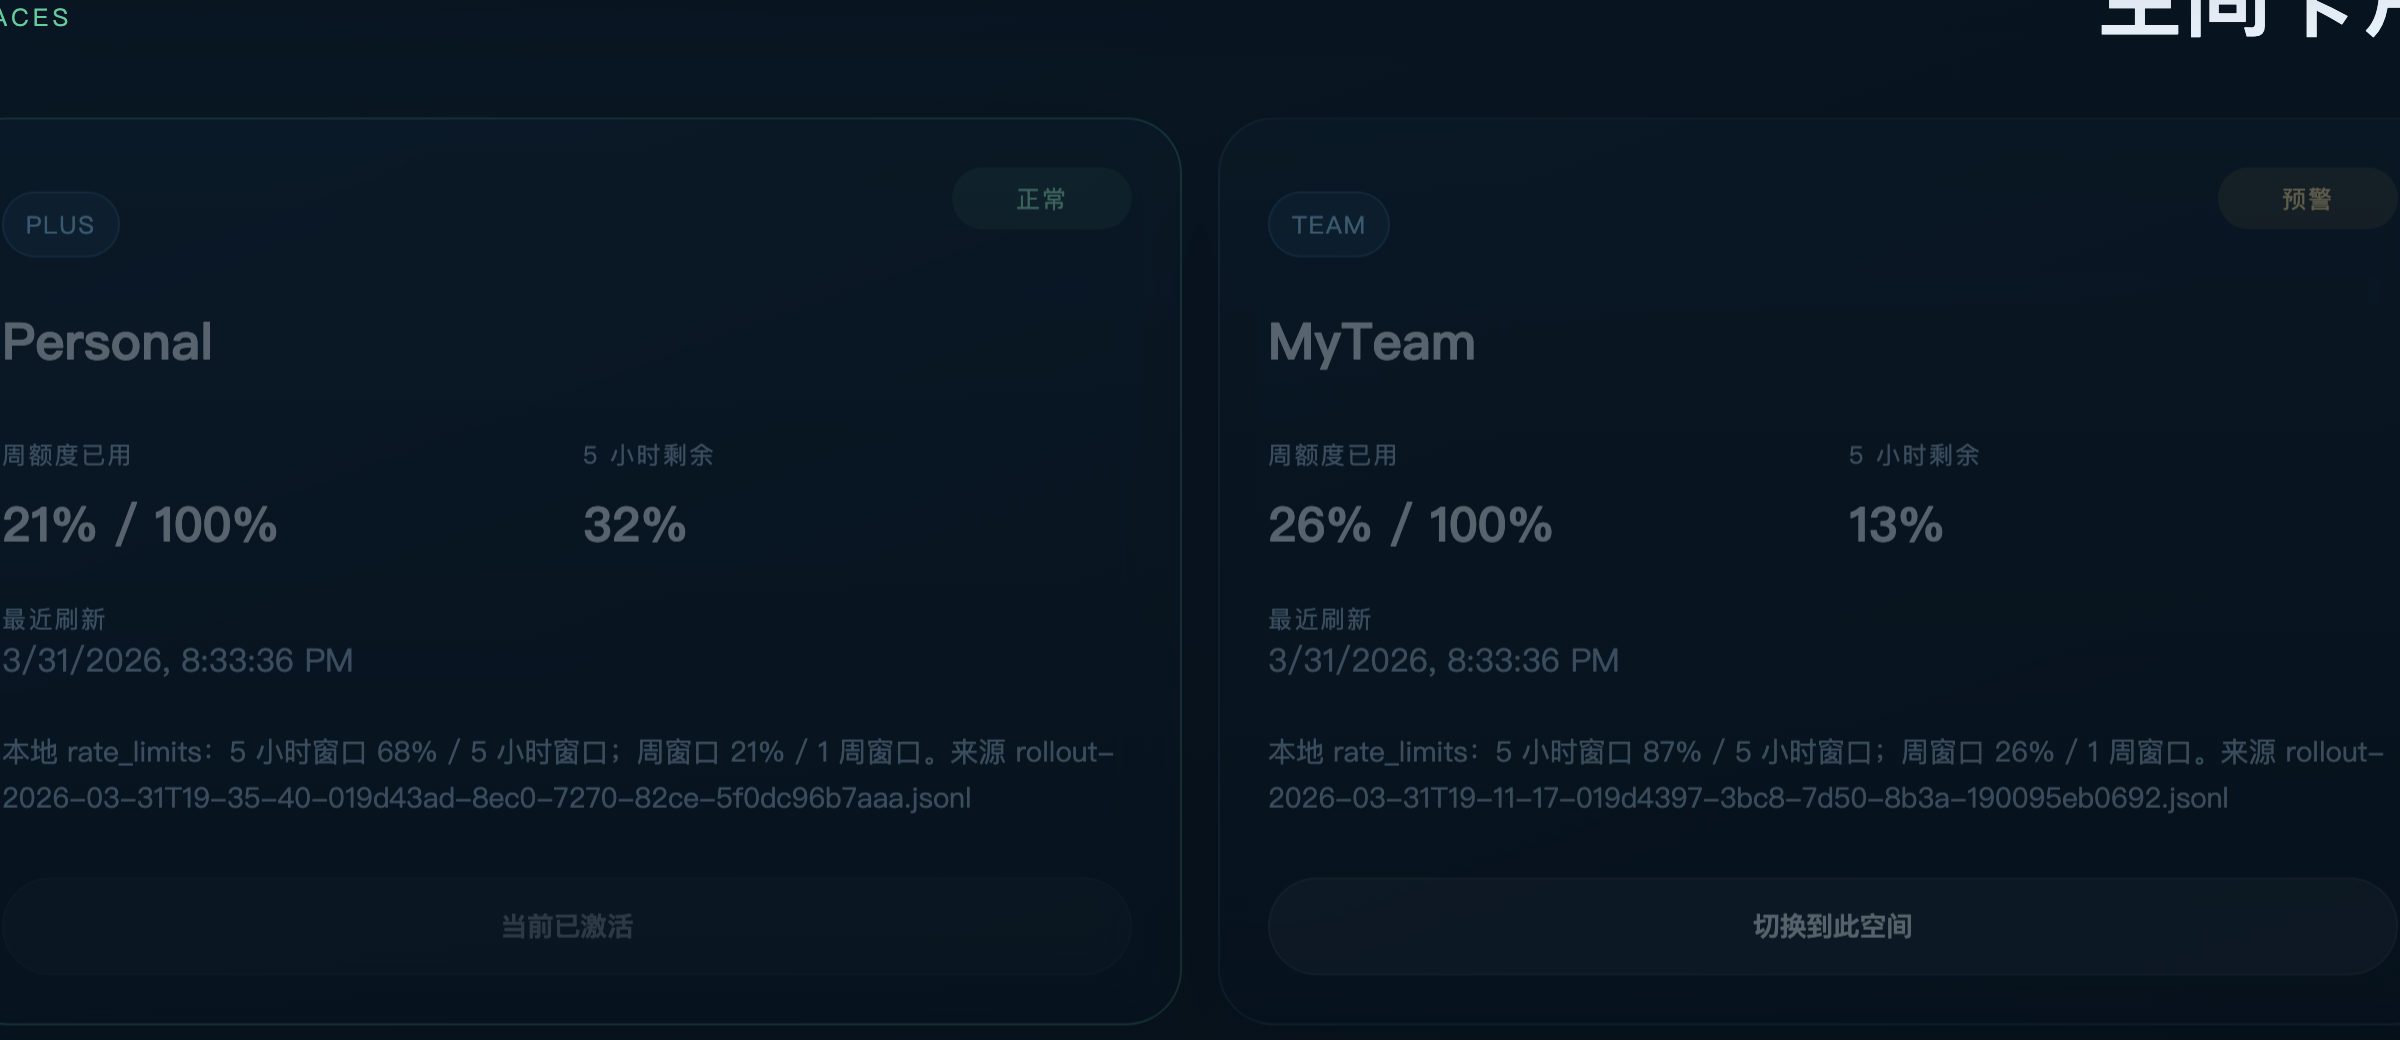 ACES
空间卡片
PLUS
正常
Personal
周额度已用
5 小时剩余
21% / 100%
32%
最近刷新
3/31/2026, 8:33:36 PM
本地 rate_limits：5 小时窗口 68% / 5 小时窗口；周窗口 21% / 1 周窗口。来源 rollout-
2026-03-31T19-35-40-019d43ad-8ec0-7270-82ce-5f0dc96b7aaa.jsonl
当前已激活
TEAM
预警
MyTeam
周额度已用
5 小时剩余
26% / 100%
13%
最近刷新
3/31/2026, 8:33:36 PM
本地 rate_limits：5 小时窗口 87% / 5 小时窗口；周窗口 26% / 1 周窗口。来源 rollout-
2026-03-31T19-11-17-019d4397-3bc8-7d50-8b3a-190095eb0692.jsonl
切换到此空间